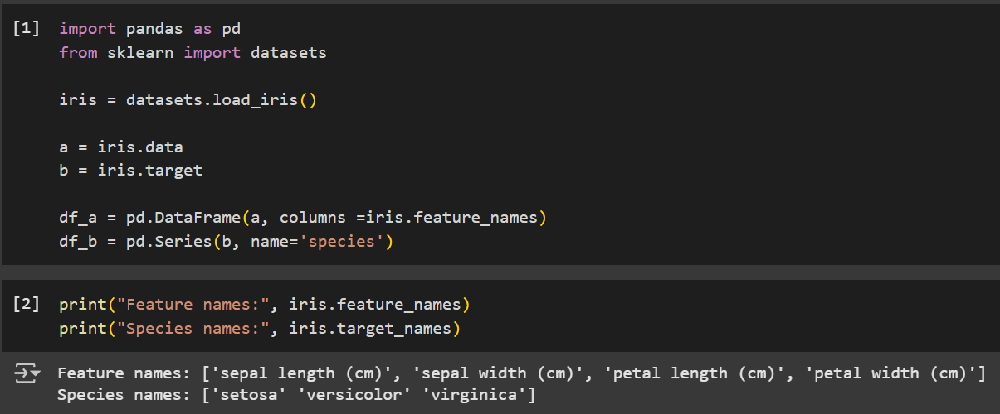 [1] import pandas as pd
from sklearn import datasets
iris = datasets.load_iris()
a = iris.data
b = iris.target
df_a = pd.DataFrame(a, columns =iris.feature_names)
df_b = pd.Series(b, name='species')
[2] print("Feature names:", iris.feature_names)
print("Species names:", iris.target_names)
Feature names: ['sepal length (cm)', 'sepal width (cm)', 'petal length (cm)', 'petal width (cm)']
Species names: ['setosa' 'versicolor' 'virginica']